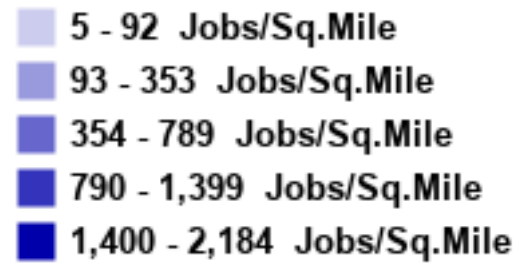 5 - 92 Jobs/Sq.Mile
93 - 353 Jobs/Sq.Mile
354 - 789 Jobs/Sq.Mile
790 - 1,399 Jobs/Sq.Mile
1,400 - 2,184 Jobs/Sq.Mile